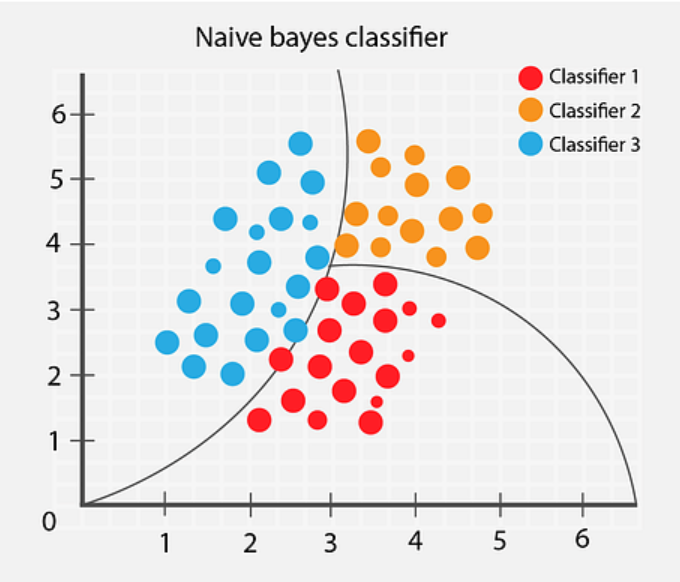 Naive bayes classifier
Classifier 1
Classifier 2
Classifier 3
6
5
4
3
2
1
0
1 2 3 4 5 6